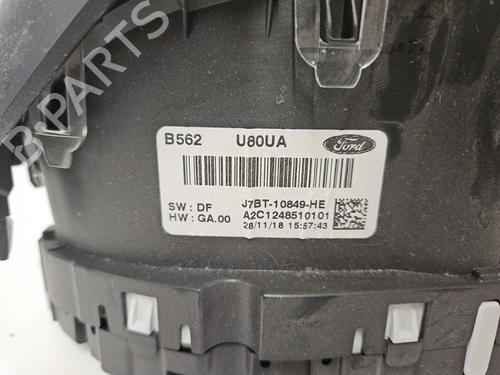 B-PARTS
B562 U80UA Ford
SW : DF J7BT-10849-HE
HW : GA.00 A2C1248510101
28/11/18 15:57:43